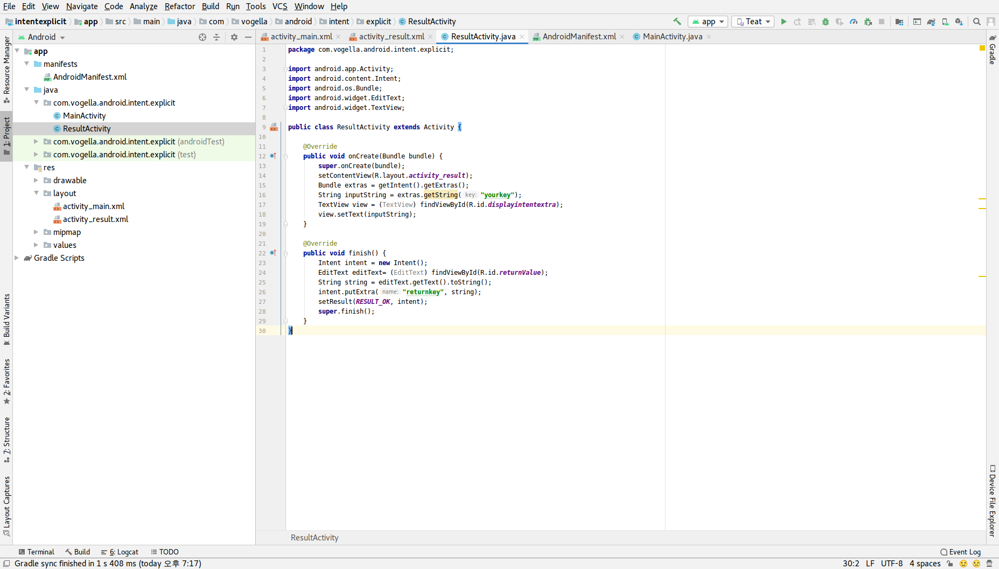 File Edit View Navigate Code Analyze Refactor Build Run Tools VCS Window Help
intentexplicit app src main java com vogella android intent explicit ResultActivity app Teat
Android
activity_main.xml activity_result.xml ResultActivity.java AndroidManifest.xml MainActivity.java
Resource Manager
1: Project
Build Variants
2: Favorites
7: Structure
Layout Captures
app
manifests
AndroidManifest.xml
java
com.vogella.android.intent.explicit
MainActivity
ResultActivity
com.vogella.android.intent.explicit (androidTest)
com.vogella.android.intent.explicit (test)
res
drawable
layout
activity_main.xml
activity_result.xml
mipmap
values
Gradle Scripts
1 package com.vogella.android.intent.explicit;
2
3 import android.app.Activity;
4 import android.content.Intent;
5 import android.os.Bundle;
6 import android.widget.EditText;
7 import android.widget.TextView;
8
9 public class ResultActivity extends Activity {
10
11 @Override
12 public void onCreate(Bundle bundle) {
13 super.onCreate(bundle);
14 setContentView(R.layout.activity_result);
15 Bundle extras = getIntent().getExtras();
16 String inputString = extras.getString( key: "yourkey");
17 TextView view = (TextView) findViewById(R.id.displayintentextra);
18 view.setText(inputString);
19 }
20
21 @Override
22 public void finish() {
23 Intent intent = new Intent();
24 EditText editText= (EditText) findViewById(R.id.returnValue);
25 String string = editText.getText().toString();
26 intent.putExtra( name: "returnkey", string);
27 setResult(RESULT_OK, intent);
28 super.finish();
29 }
30 }
Gradle
Device File Explorer
ResultActivity
Terminal Build 6: Logcat TODO Event Log
Gradle sync finished in 1 s 408 ms (today 오후 7:17) 30:2 LF UTF-8 4 spaces